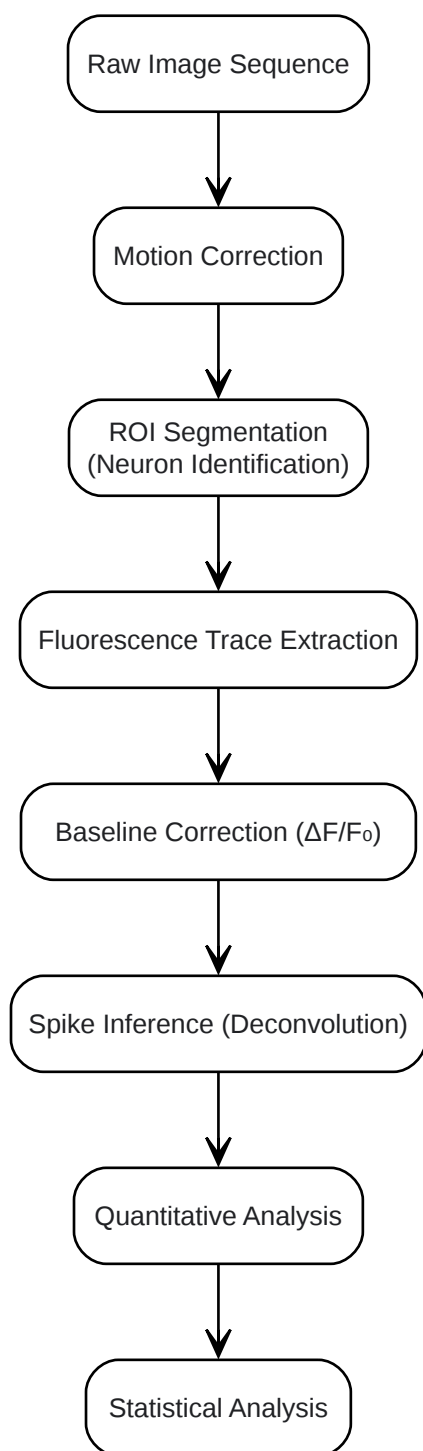 Raw Image Sequence
Motion Correction
ROI Segmentation
(Neuron Identification)
Fluorescence Trace Extraction
Baseline Correction (ΔF/F₀)
Spike Inference (Deconvolution)
Quantitative Analysis
Statistical Analysis